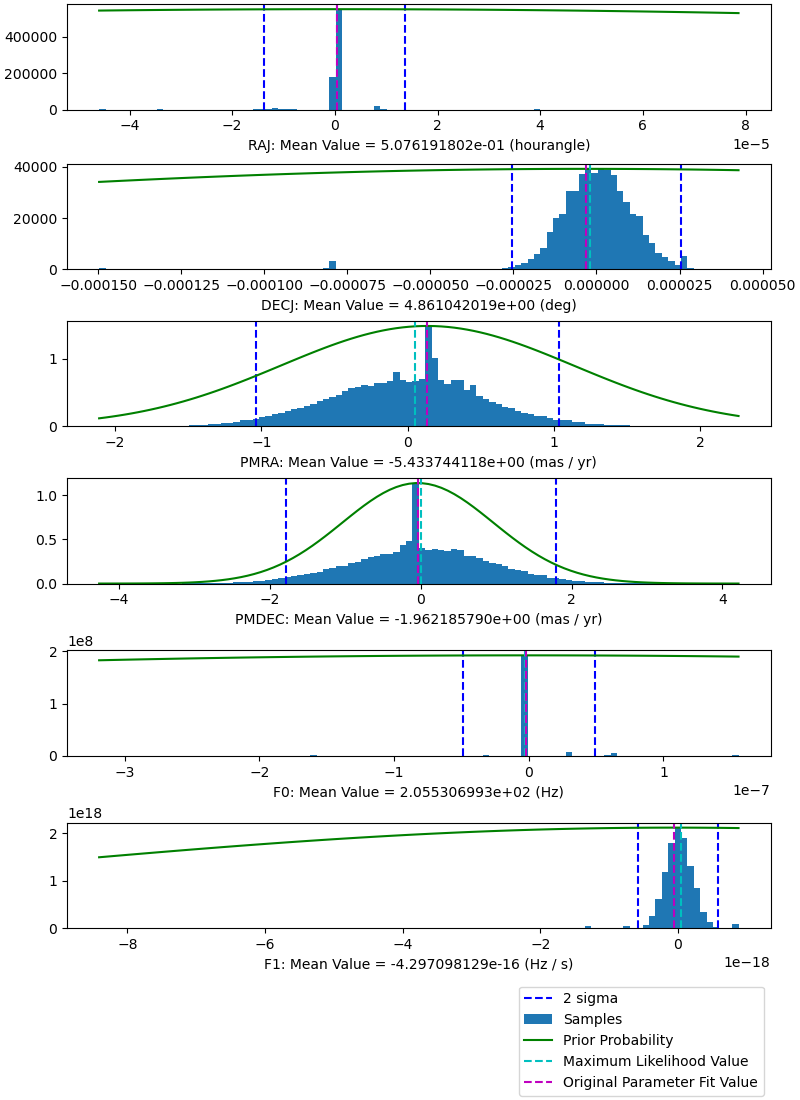 400000
200000
0
−4 −2 0 2 4 6 8
1e−5
RAJ: Mean Value = 5.076191802e-01 (hourangle)
40000
20000
0
−0.000150 −0.000125 −0.000100 −0.000075 −0.000050 −0.000025 0.000000 0.000025 0.000050
DECJ: Mean Value = 4.861042019e+00 (deg)
1
0
−2 −1 0 1 2
PMRA: Mean Value = -5.433744118e+00 (mas / yr)
1.0
0.5
0.0
−4 −2 0 2 4
PMDEC: Mean Value = -1.962185790e+00 (mas / yr)
1e8
2
1
0
−3 −2 −1 0 1
1e−7
F0: Mean Value = 2.055306993e+02 (Hz)
1e18
2
1
0
−8 −6 −4 −2 0
1e−18
F1: Mean Value = -4.297098129e-16 (Hz / s)
2 sigma
Samples
Prior Probability
Maximum Likelihood Value
Original Parameter Fit Value